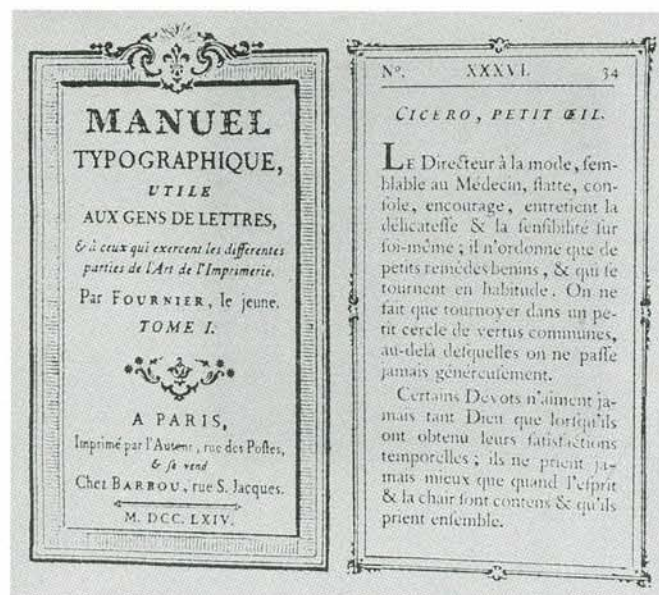 MANUEL
TYPOGRAPHIQUE,
UTILE
AUX GENS DE LETTRES,
& à ceux qui exercent les différentes
parties de l'Art de l'Imprimerie.
Par FOURNIER, le jeune.
TOME I.
A PARIS,
Imprimé par l'Auteur, rue des Poſtes,
& ſe vend
Chez BARBOU, rue S. Jacques.
M. DCC. LXIV.
Nº. XXXVI. 34
CICERO, PETIT ŒIL.
LE Directeur à la mode, ſem-
blable au Médecin, flatte, con-
ſole, encourage, entretient la
délicateſſe & la ſenſibilité ſur
ſoi-même ; il n'ordonne que de
petits remédes benins, & qui ſe
tournent en habitude. On ne
fait que tournoyer dans un pe-
tit cercle de vertus communes,
au-delà deſquelles on ne paſſe
jamais généreuſement.
Certains Dévots n'aiment ja-
mais tant Dieu que lorſqu'ils
ont obtenu leurs ſatisfactions
temporelles ; ils ne prient ja-
mais mieux que quand l'eſprit
& la chair ſont contens & qu'ils
prient enſemble.